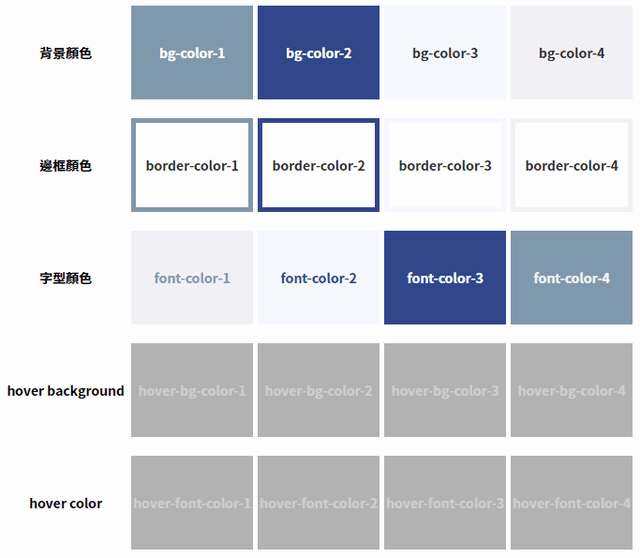 背景顏色 bg-color-1 bg-color-2 bg-color-3 bg-color-4
邊框顏色 border-color-1 border-color-2 border-color-3 border-color-4
字型顏色 font-color-1 font-color-2 font-color-3 font-color-4
hover background hover-bg-color-1 hover-bg-color-2 hover-bg-color-3 hover-bg-color-4
hover color hover-font-color-1 hover-font-color-2 hover-font-color-3 hover-font-color-4